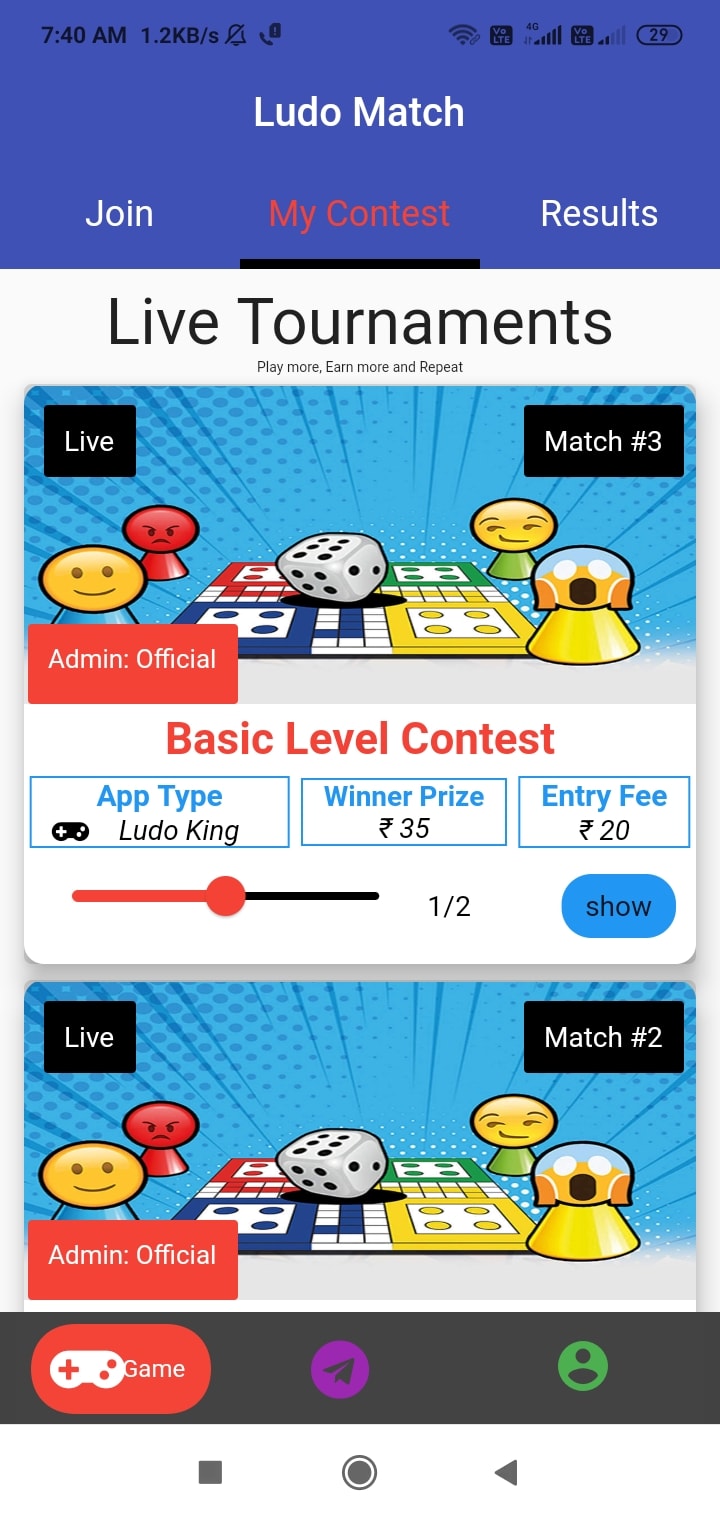 7:40 AM 1.2KB/s
Vo LTE 4G Vo LTE 29
Ludo Match
Join My Contest Results
Live Tournaments
Play more, Earn more and Repeat
Live Match #3
Admin: Official
Basic Level Contest
App Type Winner Prize Entry Fee
Ludo King ₹ 35 ₹ 20
1/2 show
Live Match #2
Admin: Official
Game